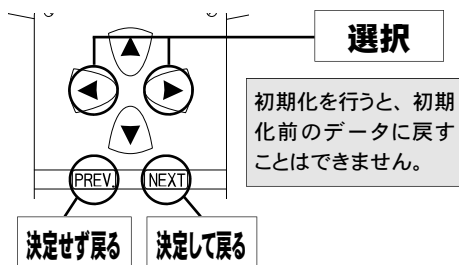 選択
初期化を行うと、初期
化前のデータに戻す
ことはできません。
PREV. NEXT
決定せず戻る 決定して戻る